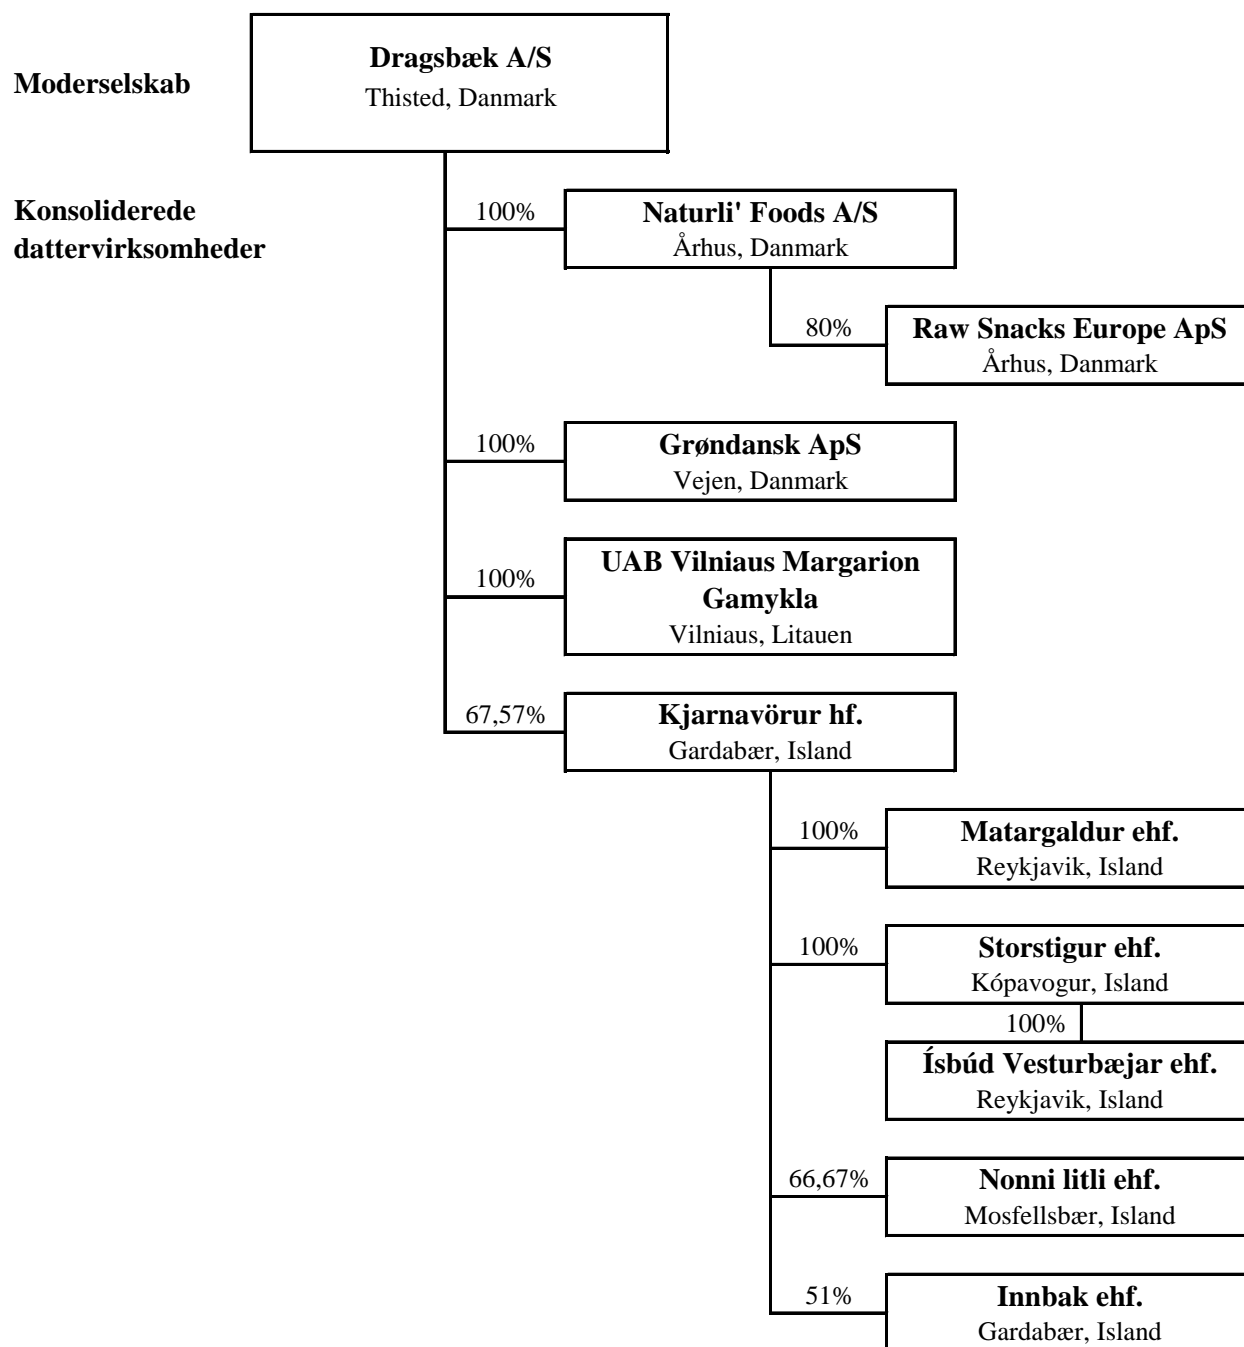 Moderselskab
Dragsbæk A/S
Thisted, Danmark
Konsoliderede
dattervirksomheder
100%
Naturli' Foods A/S
Århus, Danmark
80%
Raw Snacks Europe ApS
Århus, Danmark
100%
Grøndansk ApS
Vejen, Danmark
100%
UAB Vilniaus Margarion
Gamykla
Vilniaus, Litauen
67,57%
Kjarnavörur hf.
Gardabær, Island
100%
Matargaldur ehf.
Reykjavik, Island
100%
Storstigur ehf.
Kópavogur, Island
100%
Ísbúd Vesturbæjar ehf.
Reykjavik, Island
66,67%
Nonni litli ehf.
Mosfellsbær, Island
51%
Innbak ehf.
Gardabær, Island